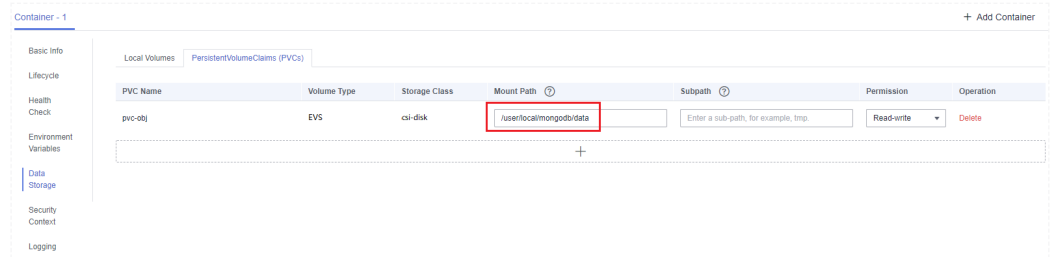 Container - 1
+ Add Container
Basic Info
Lifecycle
Health
Check
Environment
Variables
Data
Storage
Security
Context
Logging
Local Volumes PersistentVolumeClaims (PVCs)
PVC Name Volume Type Storage Class Mount Path ? Subpath ? Permission Operation
pvc-obj EVS csi-disk /user/local/mongodb/data Enter a sub-path, for example, tmp. Read-write Delete
+